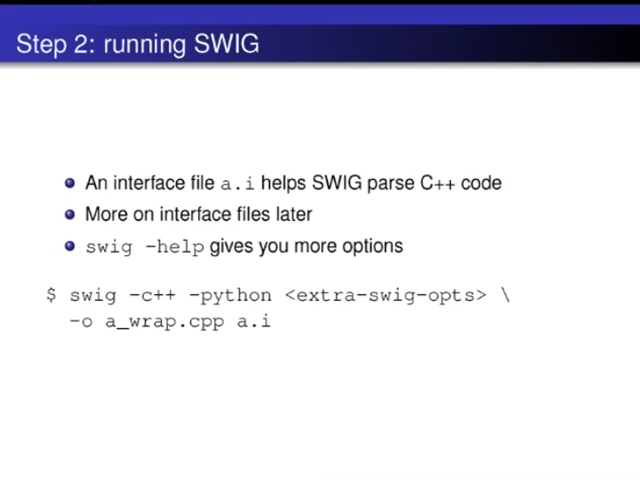 Step 2: running SWIG
An interface file a.i helps SWIG parse C++ code
More on interface files later
swig -help gives you more options
$ swig -c++ -python <extra-swig-opts> \
-o a_wrap.cpp a.i